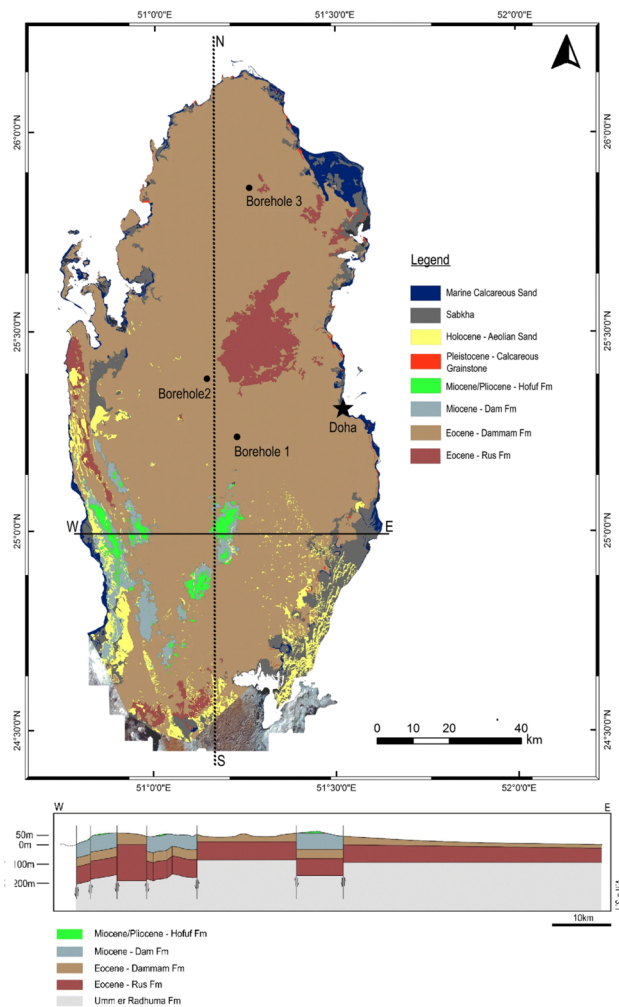 51°0'0"E
51°30'0"E
52°0'0"E
N
26°0'0"N
26°0'0"N
Borehole 3
Legend
Marine Calcareous Sand
Sabkha
25°30'0"N
25°30'0"N
Holocene - Aeolian Sand
Pleistocene - Calcareous
Grainstone
Borehole2
Miocene/Pliocene - Hofuf Fm
Miocene - Dam Fm
Doha
Eocene - Dammam Fm
Borehole 1
Eocene - Rus Fm
W
E
25°0'0"N
25°0'0"N
24°30'0"N
24°30'0"N
0 10 20 40
km
S
51°0'0"E
51°30'0"E
52°0'0"E
W
E
50m
0m
100m
200m
10km
Miocene/Pliocene - Hofuf Fm
Miocene - Dam Fm
Eocene - Dammam Fm
Eocene - Rus Fm
Umm er Radhuma Fm